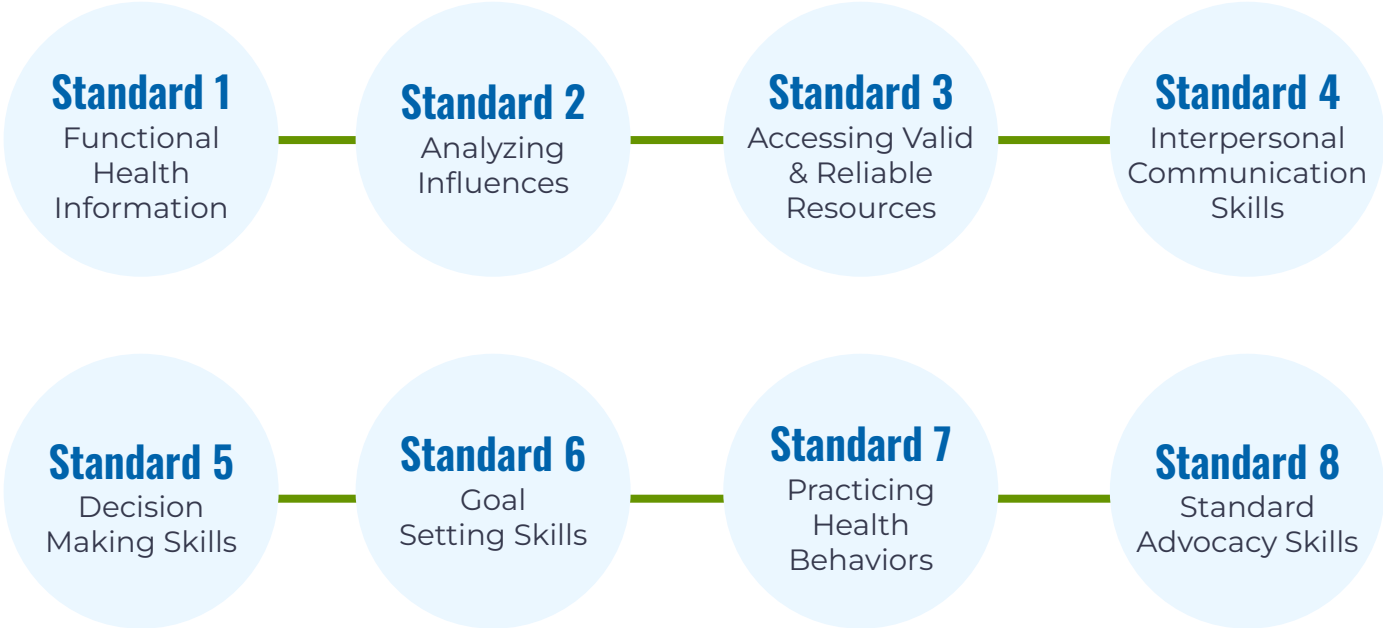 Standard 1
Functional
Health
Information
Standard 2
Analyzing
Influences
Standard 3
Accessing Valid
& Reliable
Resources
Standard 4
Interpersonal
Communication
Skills
Standard 5
Decision
Making Skills
Standard 6
Goal
Setting Skills
Standard 7
Practicing
Health
Behaviors
Standard 8
Standard
Advocacy Skills